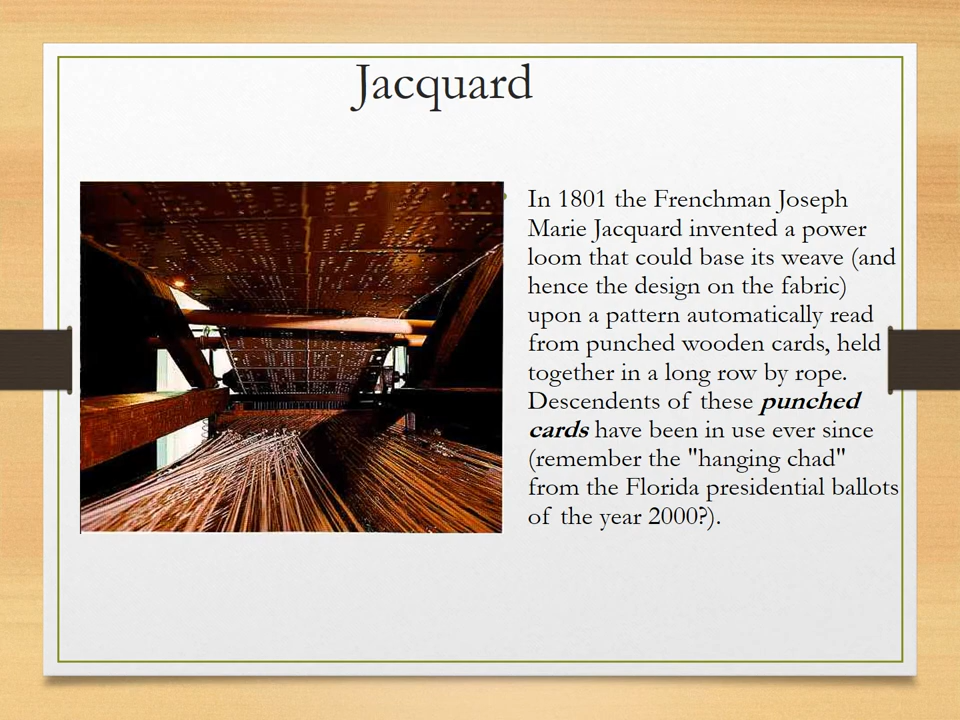 Jacquard
In 1801 the Frenchman Joseph
Marie Jacquard invented a power
loom that could base its weave (and
hence the design on the fabric)
upon a pattern automatically read
from punched wooden cards, held
together in a long row by rope.
Descendents of these punched
cards have been in use ever since
(remember the "hanging chad"
from the Florida presidential ballots
of the year 2000?).